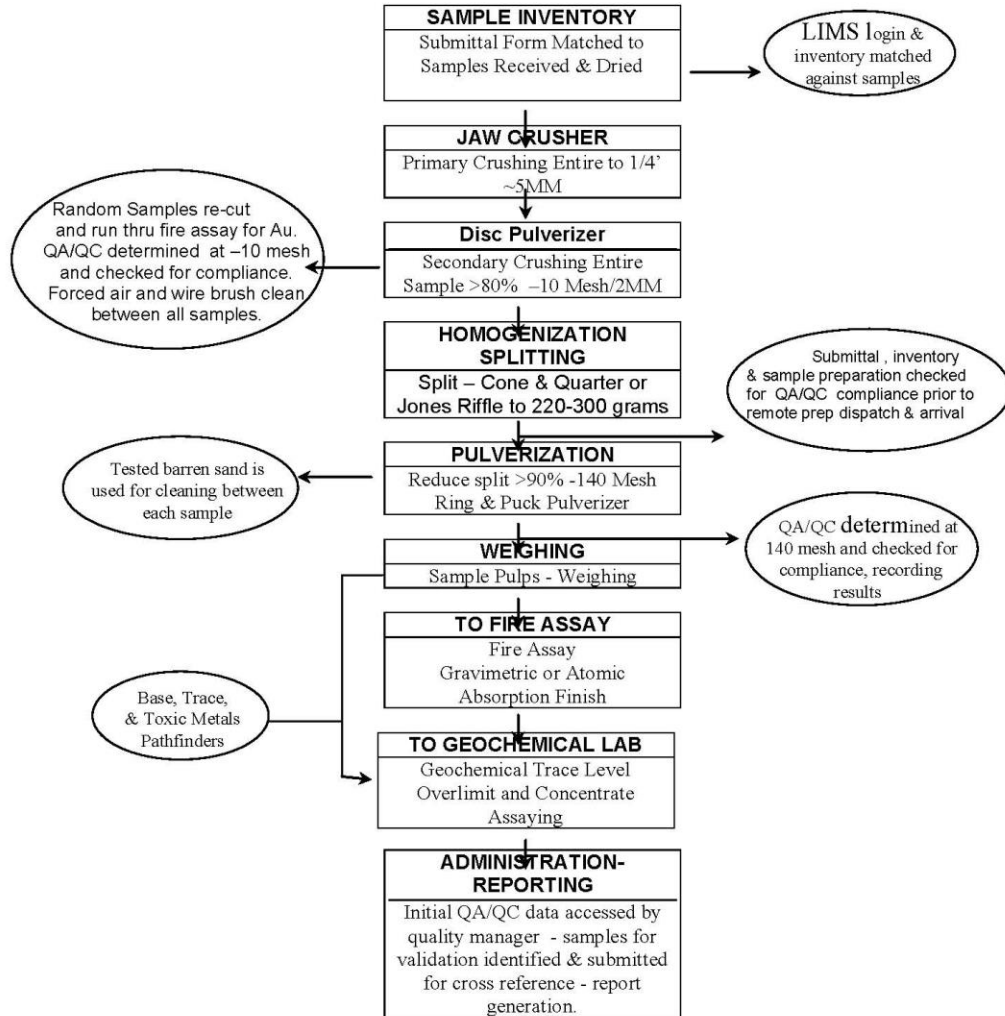 SAMPLE INVENTORY
Submittal Form Matched to
Samples Received & Dried
LIMS login &
inventory matched
against samples
JAW CRUSHER
Primary Crushing Entire to 1/4'
~5MM
Random Samples re-cut
and run thru fire assay for Au.
QA/QC determined at –10 mesh
and checked for compliance.
Forced air and wire brush clean
between all samples.
Disc Pulverizer
Secondary Crushing Entire
Sample >80% –10 Mesh/2MM
HOMOGENIZATION
SPLITTING
Split – Cone & Quarter or
Jones Riffle to 220-300 grams
Submittal , inventory
& sample preparation checked
for QA/QC compliance prior to
remote prep dispatch & arrival
PULVERIZATION
Reduce split >90% -140 Mesh
Ring & Puck Pulverizer
Tested barren sand is
used for cleaning between
each sample
QA/QC determined at
140 mesh and checked for
compliance, recording
results
WEIGHING
Sample Pulps - Weighing
TO FIRE ASSAY
Fire Assay
Gravimetric or Atomic
Absorption Finish
Base, Trace,
& Toxic Metals
Pathfinders
TO GEOCHEMICAL LAB
Geochemical Trace Level
Overlimit and Concentrate
Assaying
ADMINISTRATION-
REPORTING
Initial QA/QC data accessed by
quality manager - samples for
validation identified & submitted
for cross reference - report
generation.